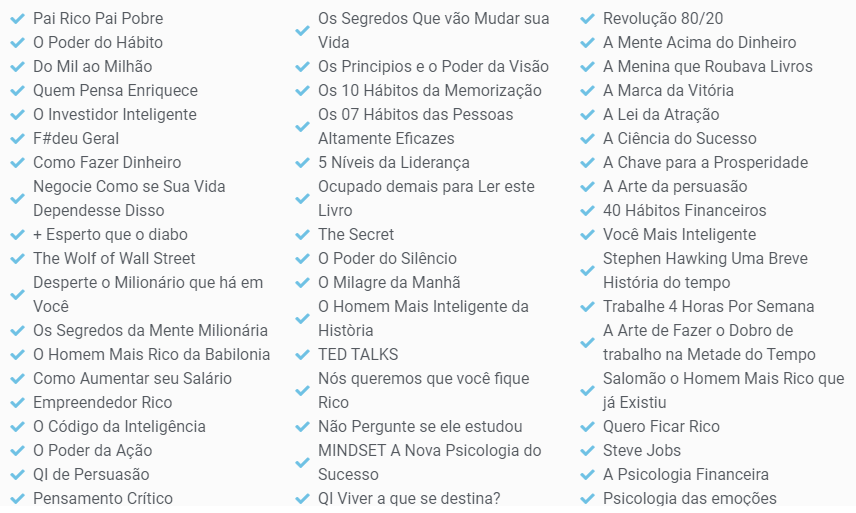 Pai Rico Pai Pobre
O Poder do Hábito
Do Mil ao Milhão
Quem Pensa Enriquece
O Investidor Inteligente
F#deu Geral
Como Fazer Dinheiro
Negocie Como se Sua Vida
Dependesse Disso
+ Esperto que o diabo
The Wolf of Wall Street
Desperte o Milionário que há em
Você
Os Segredos da Mente Milionária
O Homem Mais Rico da Babilonia
Como Aumentar seu Salário
Empreendedor Rico
O Código da Inteligência
O Poder da Ação
QI de Persuasão
Pensamento Crítico
Os Segredos Que vão Mudar sua
Vida
Os Principios e o Poder da Visão
Os 10 Hábitos da Memorização
Os 07 Hábitos das Pessoas
Altamente Eficazes
5 Níveis da Liderança
Ocupado demais para Ler este
Livro
The Secret
O Poder do Silêncio
O Milagre da Manhã
O Homem Mais Inteligente da
Història
TED TALKS
Nós queremos que você fique
Rico
Não Pergunte se ele estudou
MINDSET A Nova Psicologia do
Sucesso
QI Viver a que se destina?
Revolução 80/20
A Mente Acima do Dinheiro
A Menina que Roubava Livros
A Marca da Vitória
A Lei da Atração
A Ciência do Sucesso
A Chave para a Prosperidade
A Arte da persuasão
40 Hábitos Financeiros
Você Mais Inteligente
Stephen Hawking Uma Breve
História do tempo
Trabalhe 4 Horas Por Semana
A Arte de Fazer o Dobro de
trabalho na Metade do Tempo
Salomão o Homem Mais Rico que
já Existiu
Quero Ficar Rico
Steve Jobs
A Psicologia Financeira
Psicologia das emoções